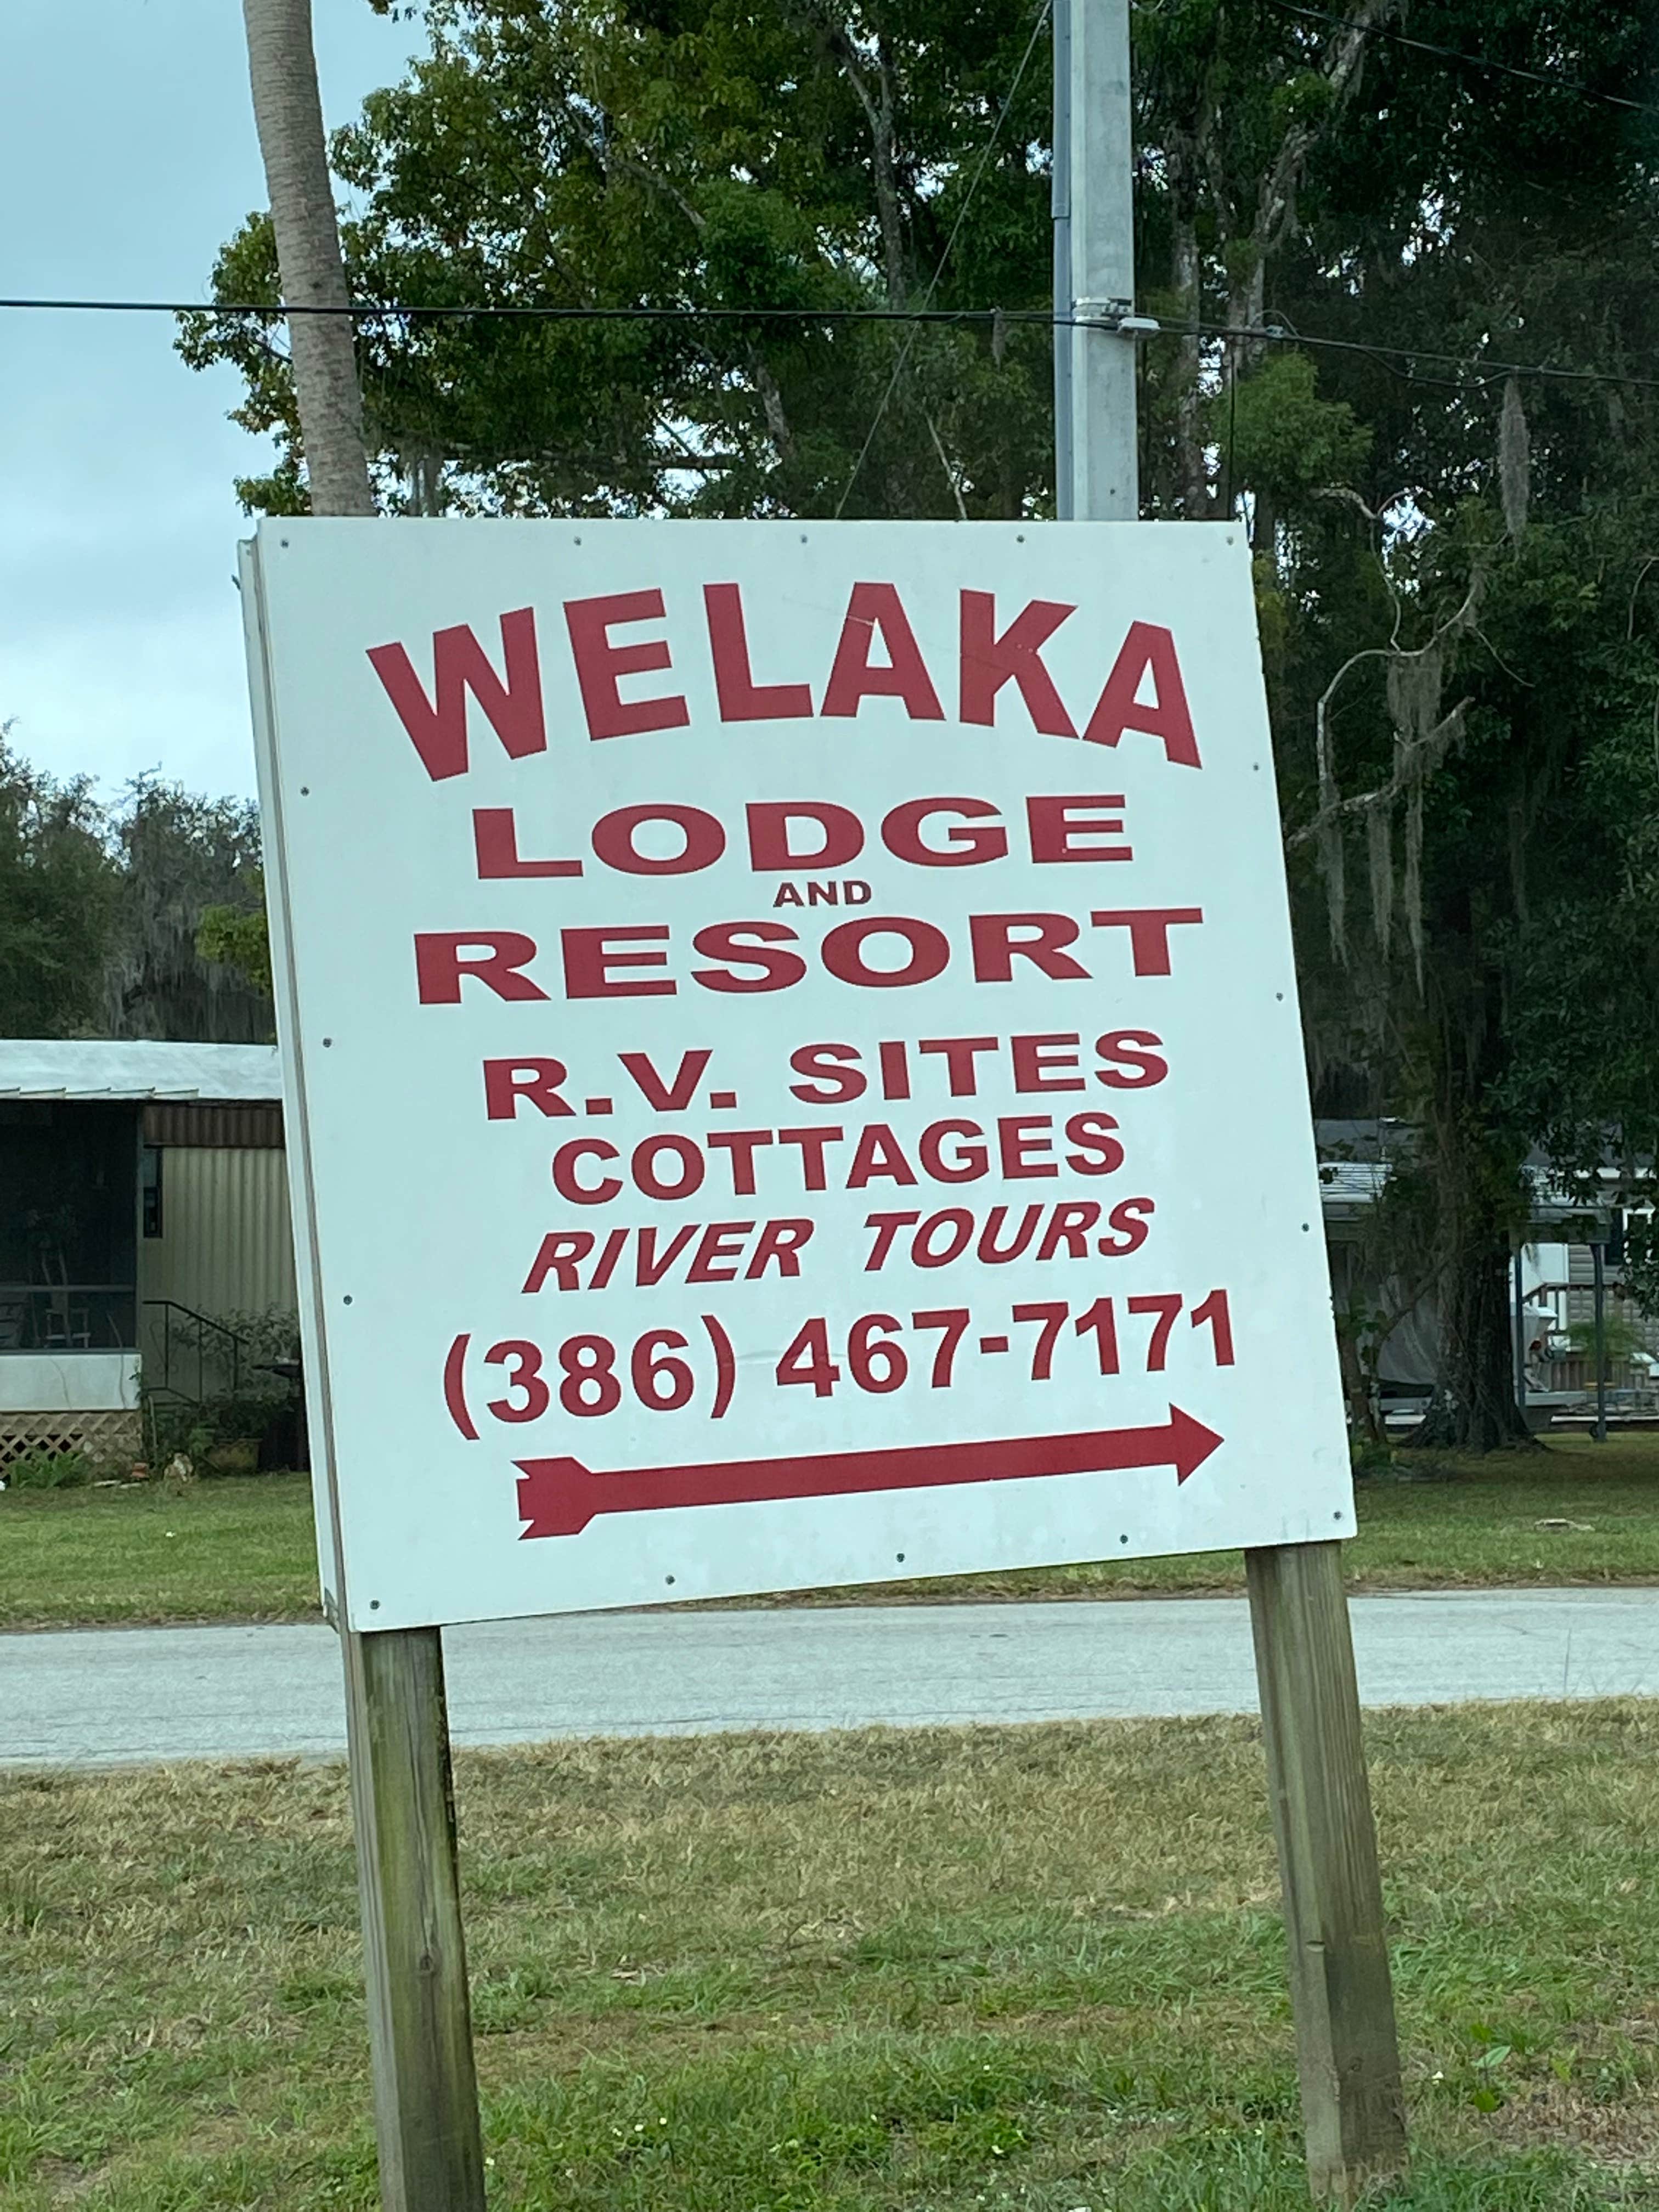 WELAKA
LODGE
AND
RESORT
R.V. SITES
COTTAGES
RIVER TOURS
(386) 467-7171